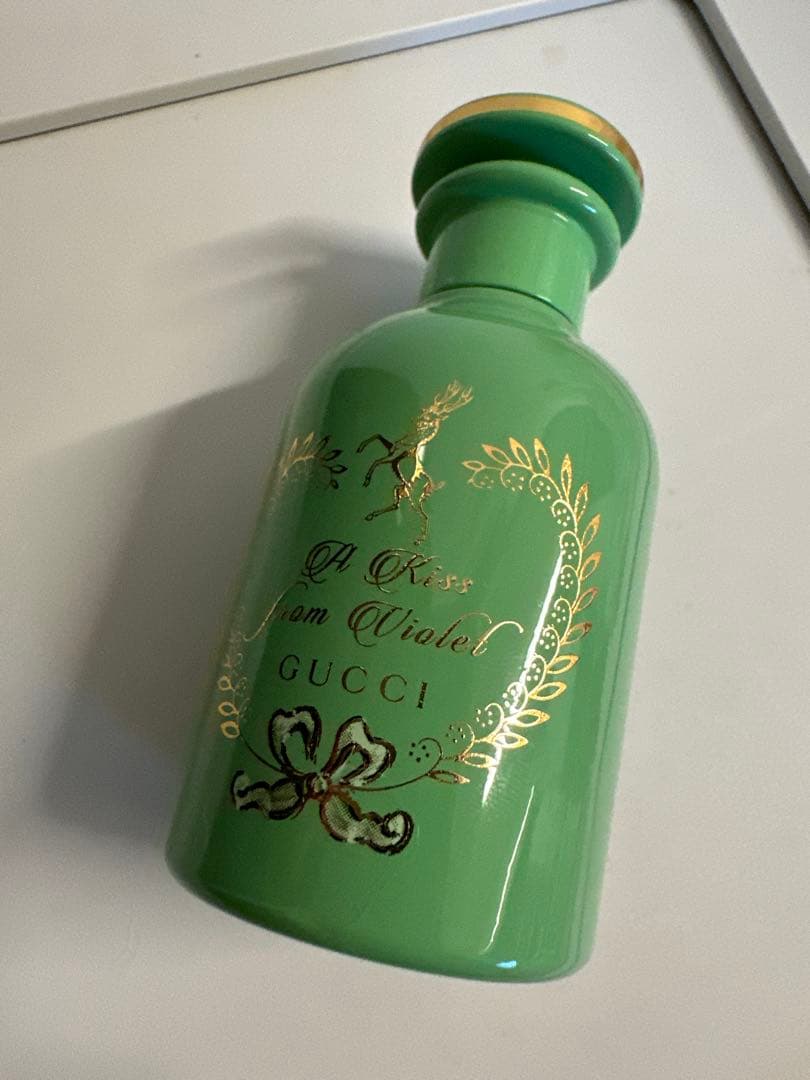 A Kiss
from Violet
GUCCI